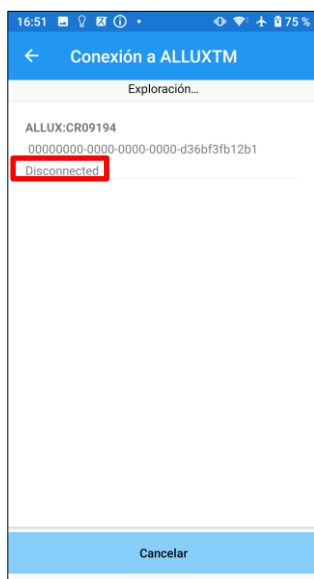 16:51 75 %
Conexión a ALLUXTM
Exploración...
ALLUX:CR09194
00000000-0000-0000-0000-d36bf3fb12b1
Disconnected
Cancelar